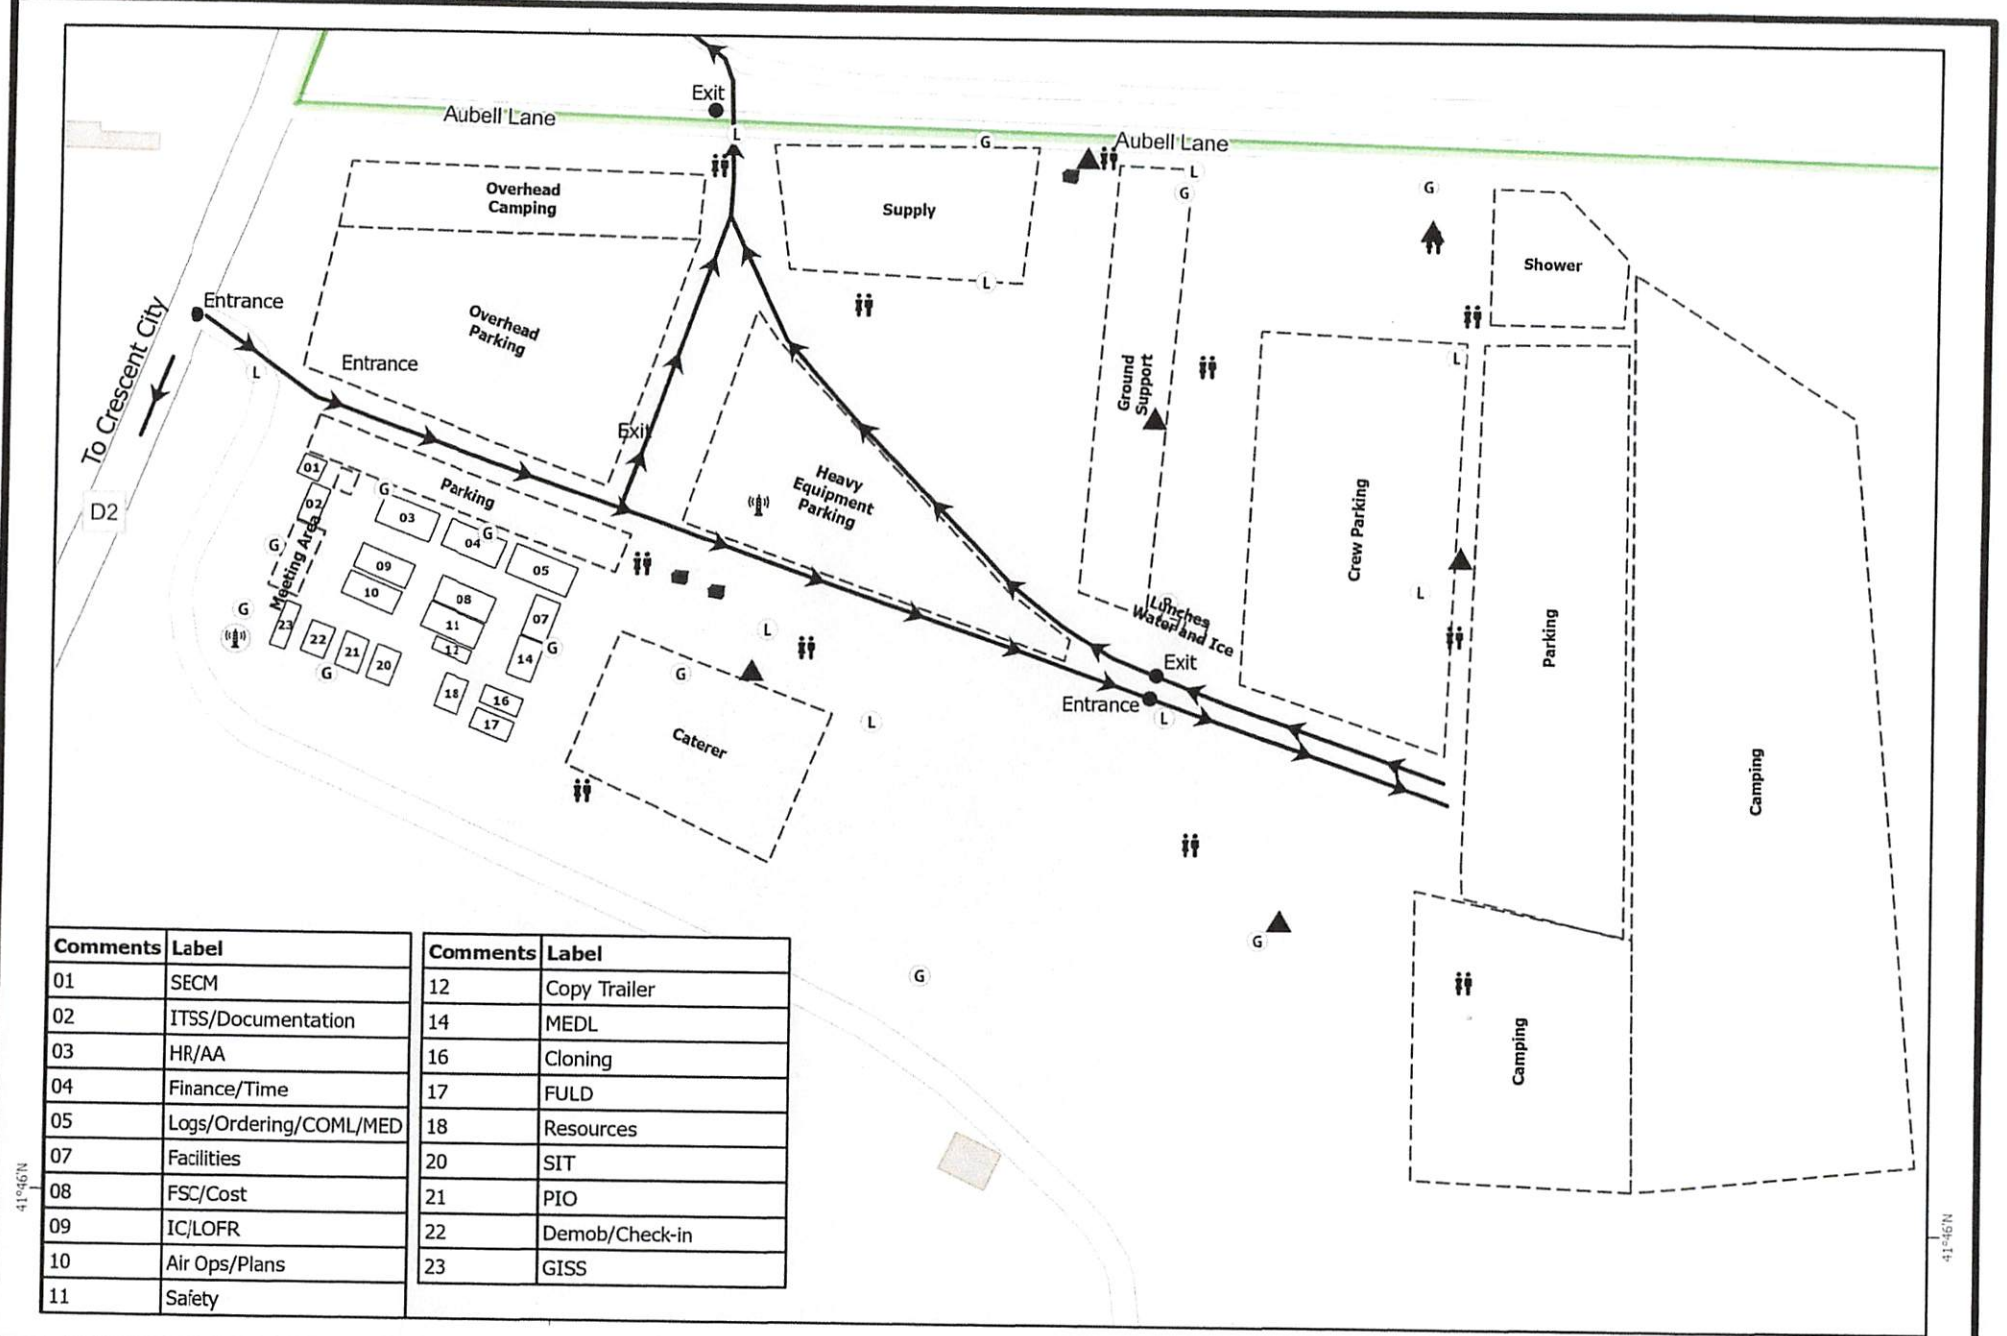 Exit
Aubell Lane
Aubell Lane
L
G
L
G
G
Overhead
Camping
Supply
Shower
L
Entrance
To Crescent City
Overhead
Parking
Entrance
L
Ground
Support
L
Exit
D2
01
02
G
Parking
03
04
G
05
Heavy
Equipment
Parking
Crew Parking
G
Meeting Area
09
10
08
11
12
07
14
G
G
23
22
21
20
G
18
16
17
L
G
L
Caterer
Lunches
Water and Ice
Exit
Entrance
L
L
Parking
Camping
G
G
Camping
Comments Label
01 SECM
02 ITSS/Documentation
03 HR/AA
04 Finance/Time
05 Logs/Ordering/COML/MED
07 Facilities
08 FSC/Cost
09 IC/LOFR
10 Air Ops/Plans
11 Safety
Comments Label
12 Copy Trailer
14 MEDL
16 Cloning
17 FULD
18 Resources
20 SIT
21 PIO
22 Demob/Check-in
23 GISS
41°46'N
41°46'N